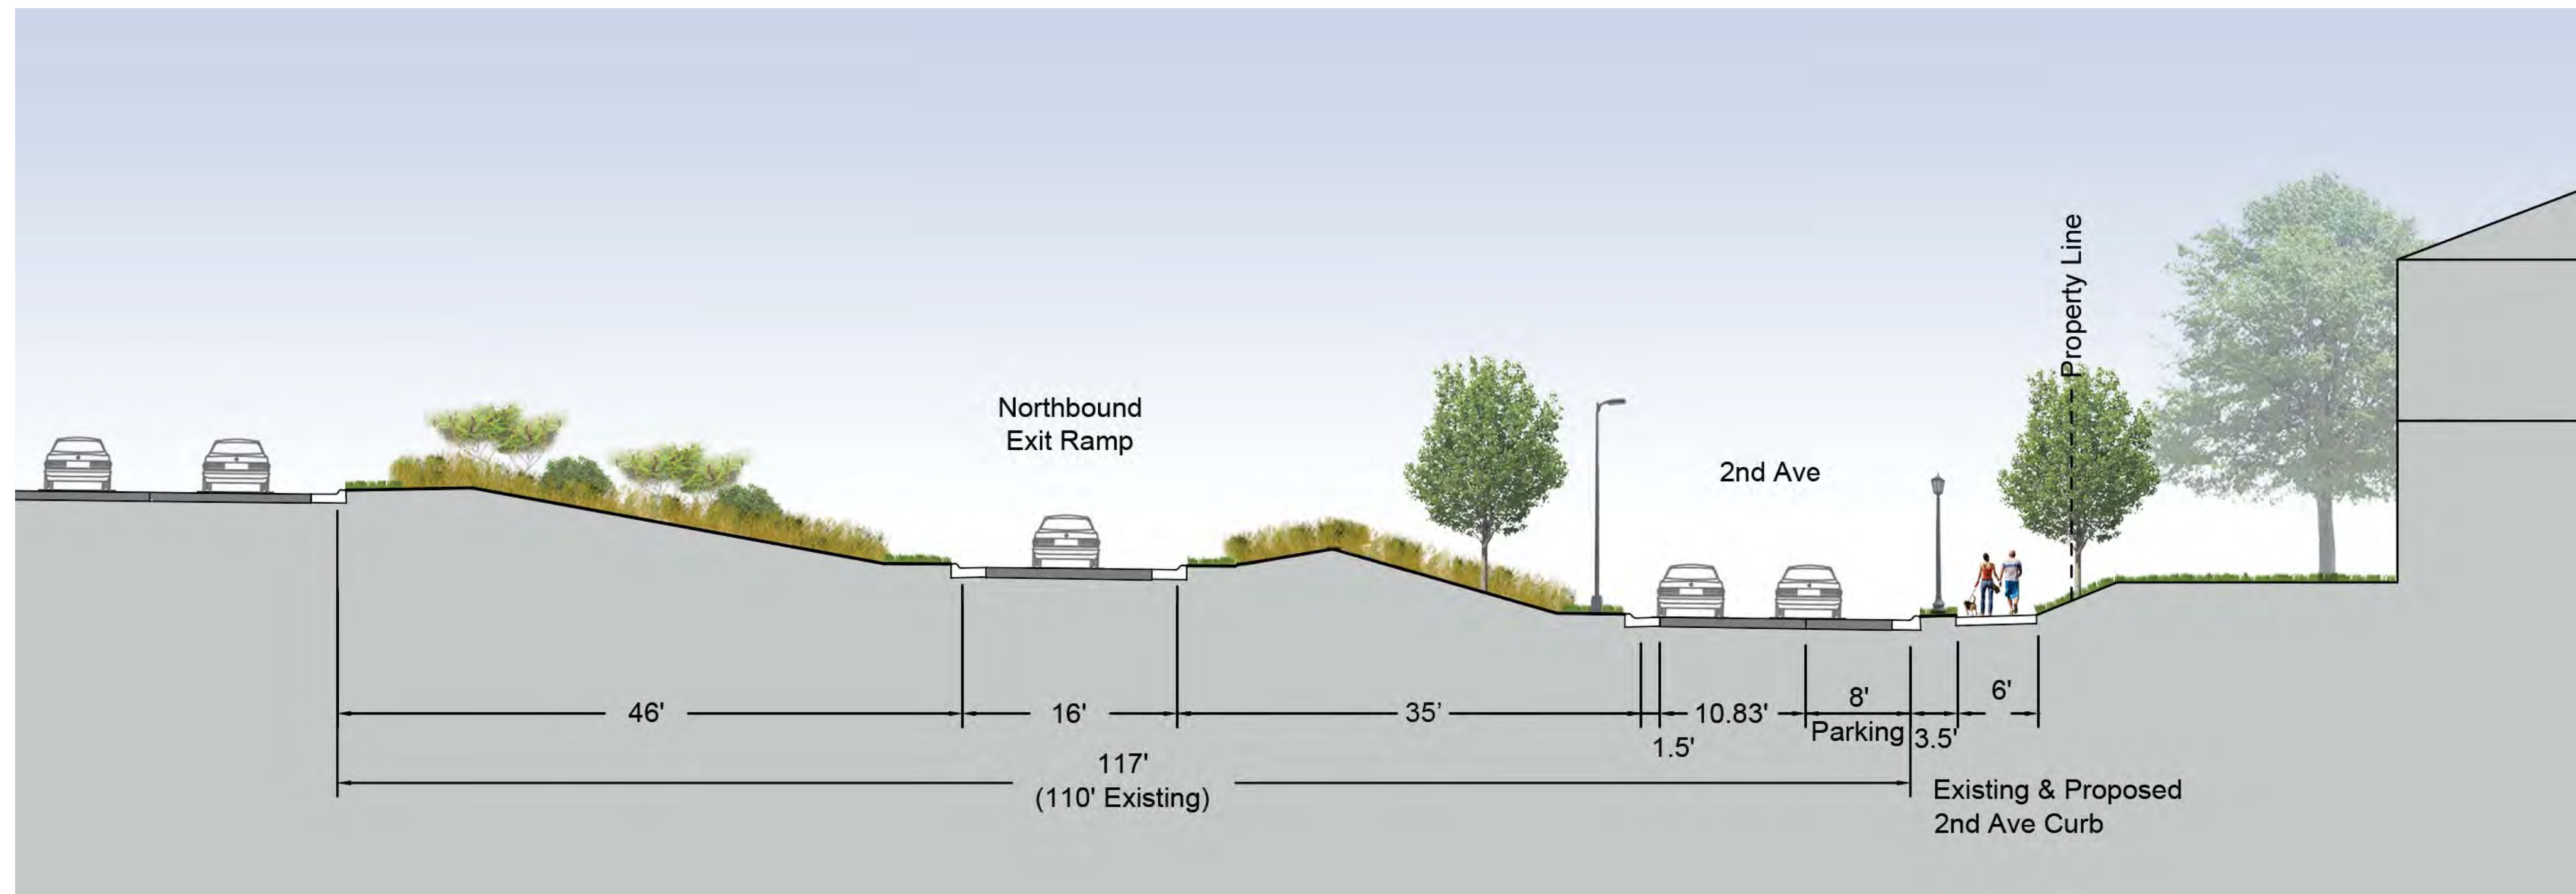 Property Line
Northbound
Exit Ramp
2nd Ave
46'
16'
35’
1.5'
10.83'
8'
Parking
3.5'
6'
117'
(110' Existing)
Existing & Proposed
2nd Ave Curb